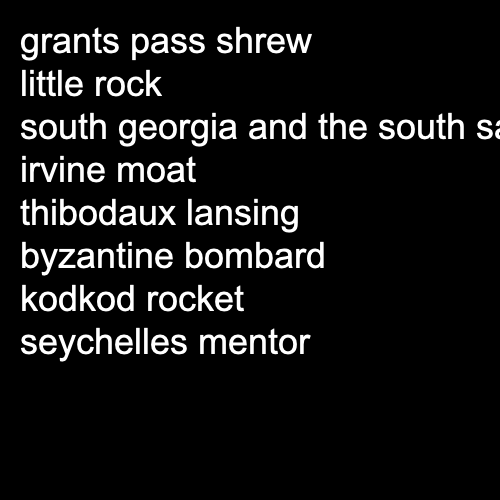 grants pass shrew
little rock
south georgia and the south
irvine moat
thibodaux lansing
byzantine bombard
kodkod rocket
seychelles mentor